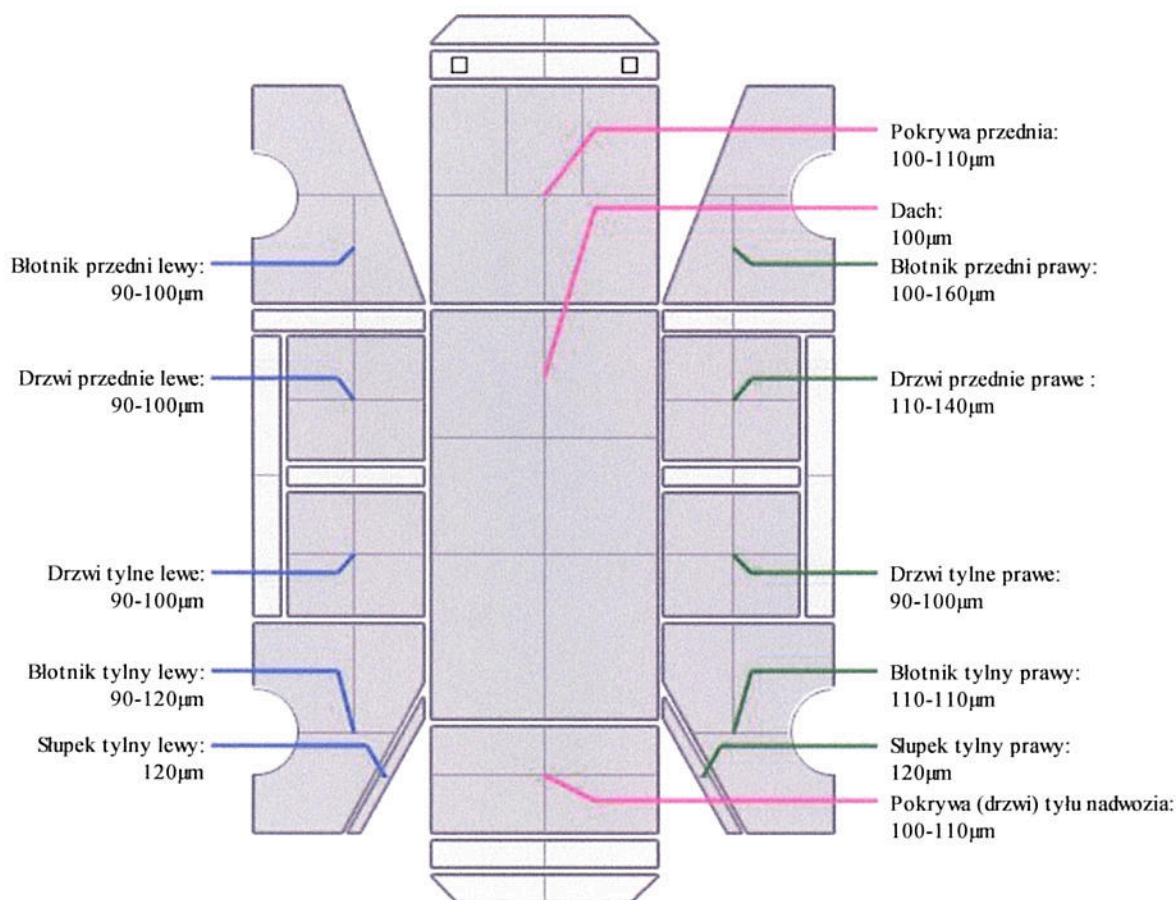 Pokrywa przednia:
100-110μm
Dach:
100μm
Błotnik przedni lewy:
90-100μm
Błotnik przedni prawy:
100-160μm
Drzwi przednie lewe:
90-100μm
Drzwi przednie prawe :
110-140μm
Drzwi tylne lewe:
90-100μm
Drzwi tylne prawe:
90-100μm
Błotnik tylny lewy:
90-120μm
Błotnik tylny prawy:
110-110μm
Słupek tylny lewy:
120μm
Słupek tylny prawy:
120μm
Pokrywa (drzwi) tyłu nadwozia:
100-110μm